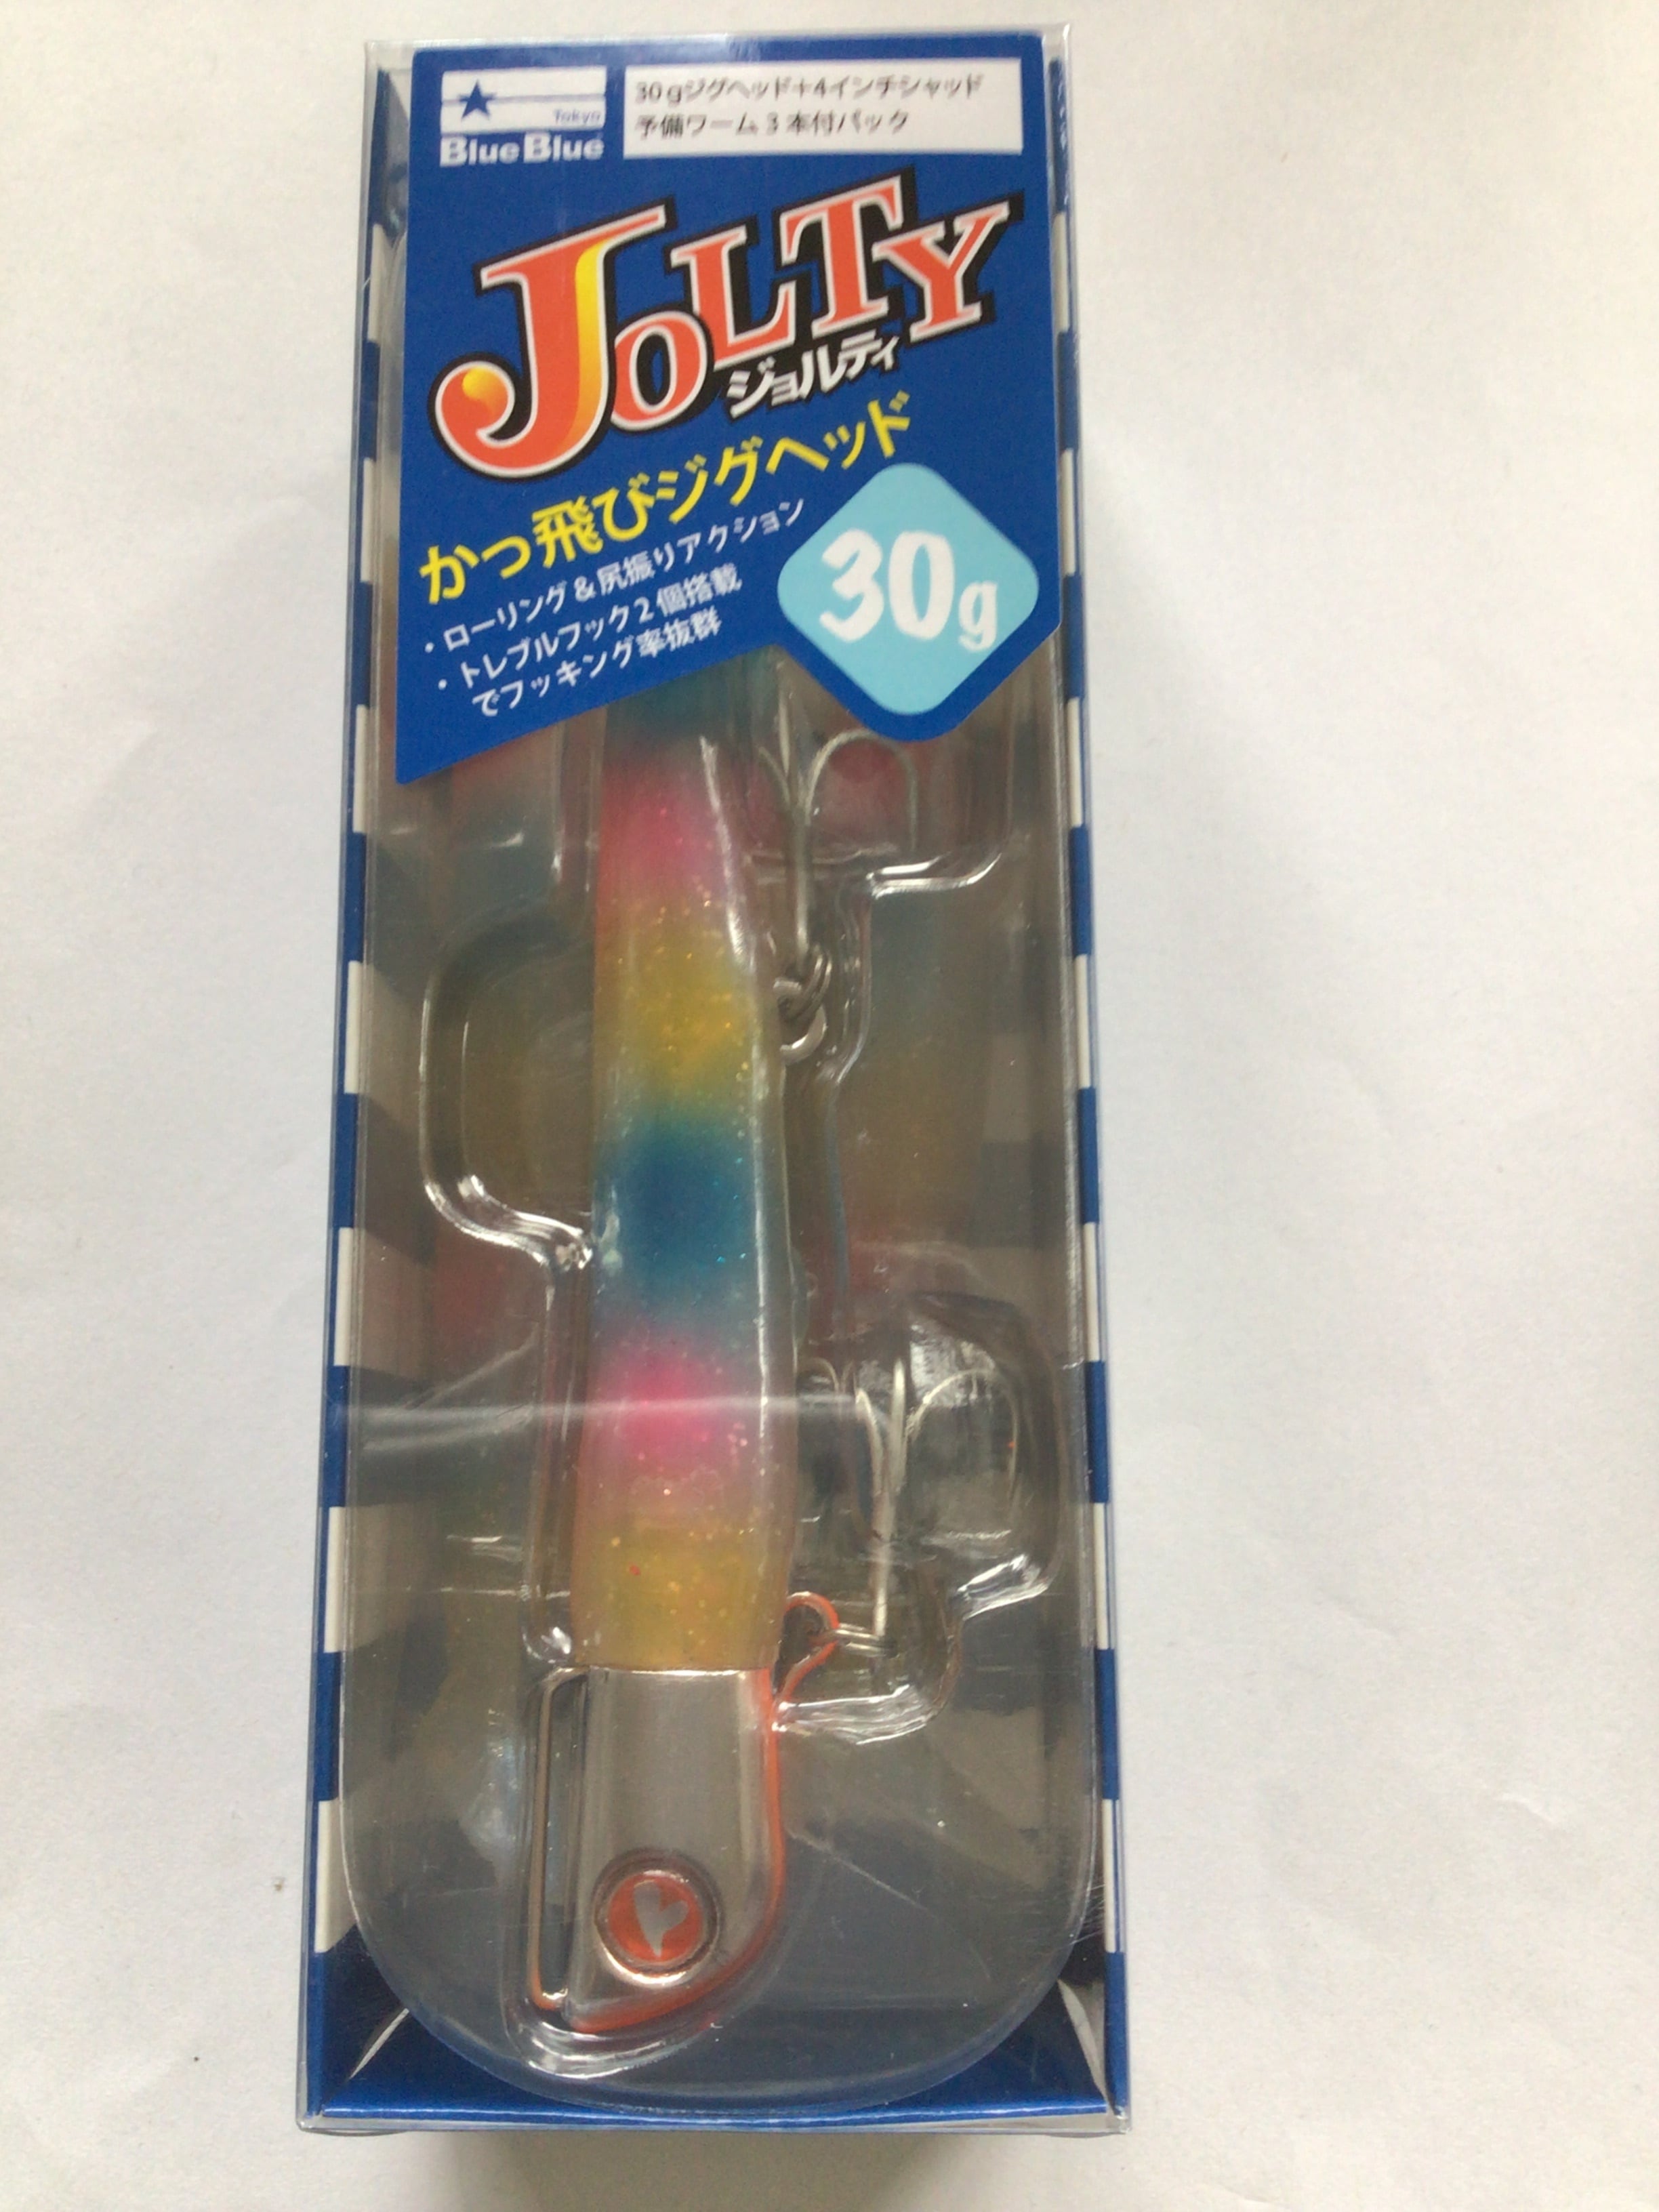 Tokyo
BlueBlue
30gジグヘッド+4インチシャッド
予備ワーム3本付パック
JOLTY
ジョルティ
かっ飛びジグヘッド
・ローリング&尻振りアクション
・トレブルフック2個搭載
でフッキング率抜群
30g